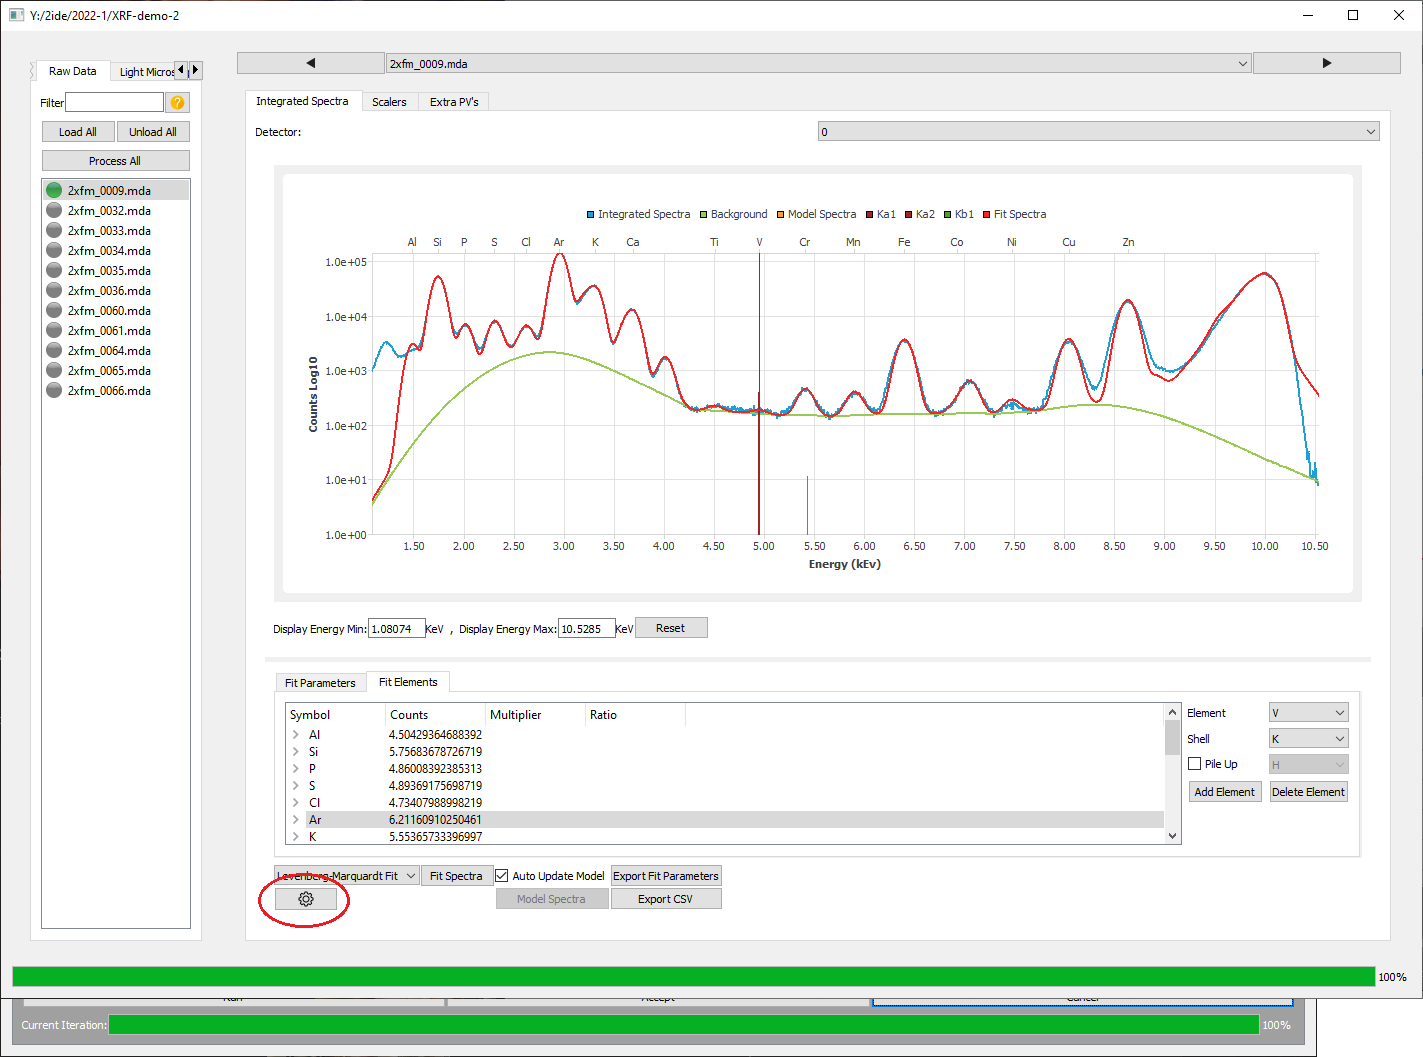 Y:/2ide/2022-1/XRF-demo-2
Raw Data
Light Micros
Filter
Load All
Unload All
Process All
2xfm_0009.mda
2xfm_0032.mda
2xfm_0033.mda
2xfm_0034.mda
2xfm_0035.mda
2xfm_0036.mda
2xfm_0060.mda
2xfm_0061.mda
2xfm_0064.mda
2xfm_0065.mda
2xfm_0066.mda
2xfm_0009.mda
Integrated Spectra Scalers Extra PV's
Detector: 0
Integrated Spectra Background Model Spectra Ka1 Ka2 Kb1 Fit Spectra
Al Si P S Cl Ar K Ca Ti V Cr Mn Fe Co Ni Cu Zn
Counts Log10
1.0e+05
1.0e+04
1.0e+03
1.0e+02
1.0e+01
1.0e+00
1.50 2.00 2.50 3.00 3.50 4.00 4.50 5.00 5.50 6.00 6.50 7.00 7.50 8.00 8.50 9.00 9.50 10.00 10.50
Energy (kEv)
Display Energy Min: 1.08074 KeV , Display Energy Max: 10.5285 KeV Reset
Fit Parameters Fit Elements
Symbol Counts Multiplier Ratio
Al 4.50429364688392
Si 5.75683678726719
P 4.86008392385313
S 4.89369175698719
Cl 4.73407988998219
Ar 6.21160910250461
K 5.55365733396997
Element V
Shell K
Pile Up H
Add Element Delete Element
Levenberg-Marquardt Fit Fit Spectra Auto Update Model Export Fit Parameters
Model Spectra Export CSV
100%
Run Accept Cancel
Current Iteration: 100%